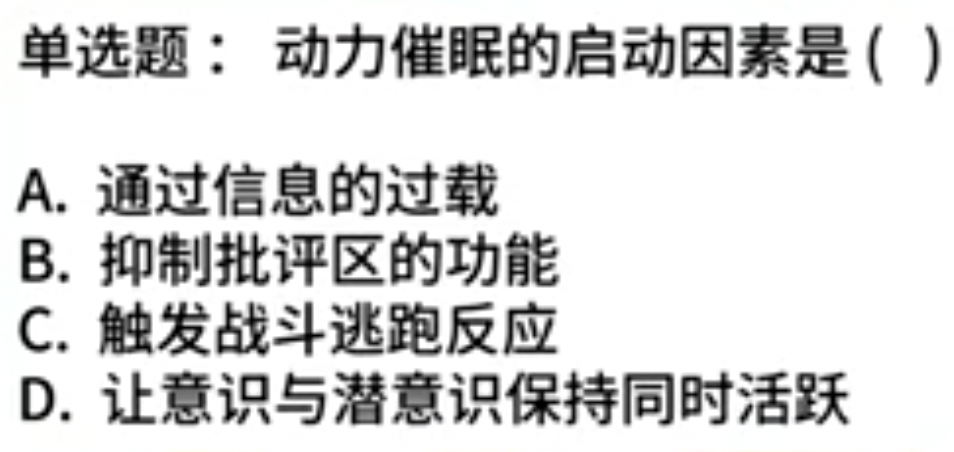 单选题： 动力催眠的启动因素是（ ）
A. 通过信息的过载
B. 抑制批评区的功能
C. 触发战斗逃跑反应
D. 让意识与潜意识保持同时活跃